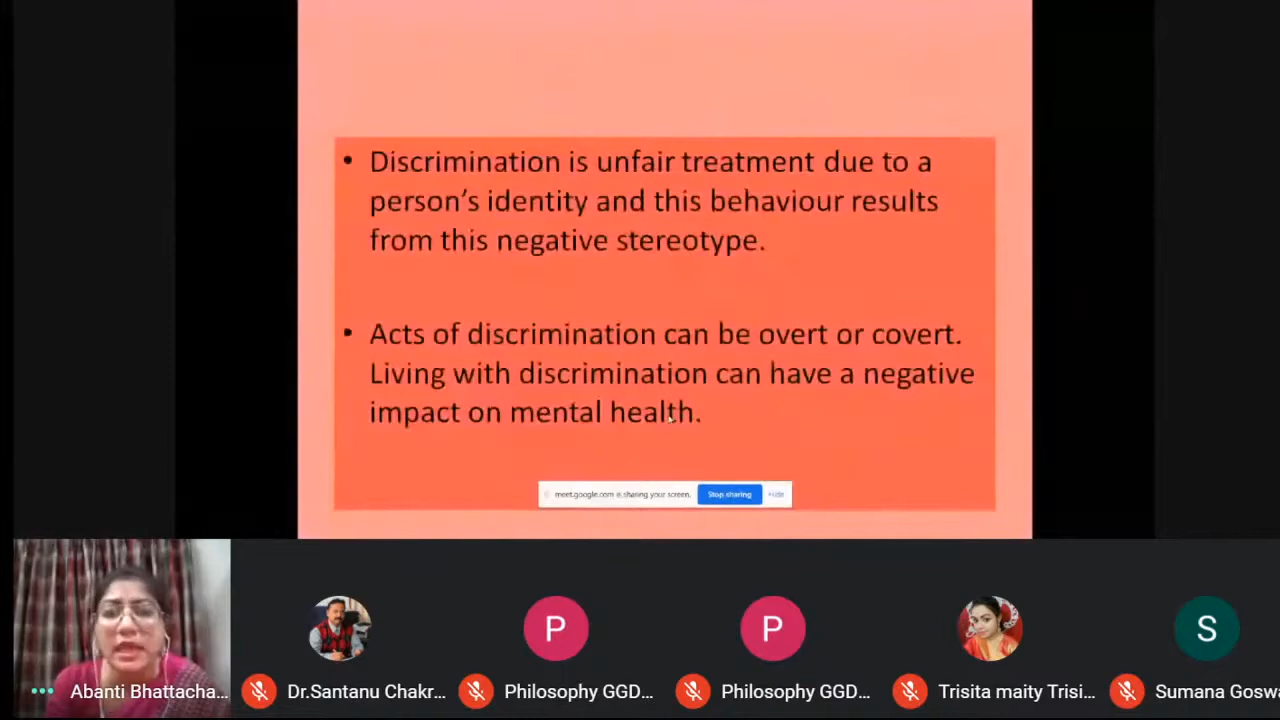 • Discrimination is unfair treatment due to a
person's identity and this behaviour results
from this negative stereotype.
• Acts of discrimination can be overt or covert.
Living with discrimination can have a negative
impact on mental health.
meet.google.com is sharing your screen. Stop sharing Hide
P P S
Abanti Bhattacha... Dr.Santanu Chakr... Philosophy GGD... Philosophy GGD... Trisita maity Trisi... Sumana Gosw